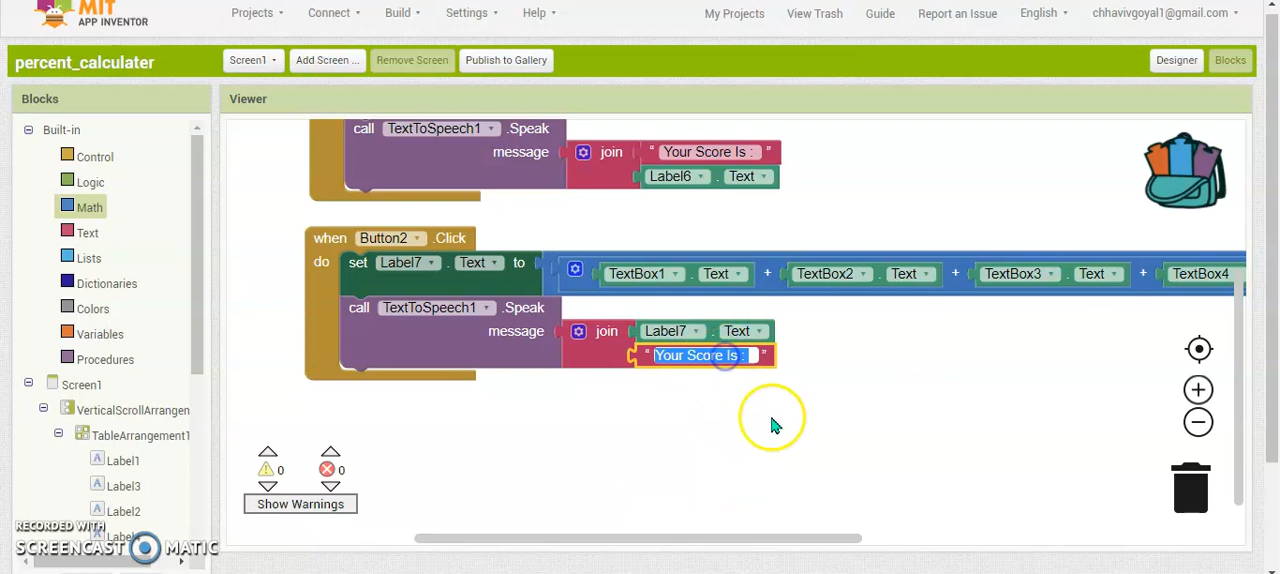 MIT
APP INVENTOR
Projects Connect Build Settings Help My Projects View Trash Guide Report an Issue English chhavivgoyal1@gmail.com
percent_calculater Screen1 Add Screen ... Remove Screen Publish to Gallery Designer Blocks
Blocks Viewer
Built-in
Control
Logic
Math
Text
Lists
Dictionaries
Colors
Variables
Procedures
Screen1
VerticalScrollArrangen
TableArrangement1
Label1
Label3
Label2
call TextToSpeech1 .Speak
message join “ Your Score Is : ”
Label6 . Text
when Button2 .Click
do set Label7 . Text to TextBox1 . Text + TextBox2 . Text + TextBox3 . Text + TextBox4
call TextToSpeech1 .Speak
message join Label7 . Text
“ Your Score Is : ”
0 0
Show Warnings
RECORDED WITH
SCREENCAST MATIC